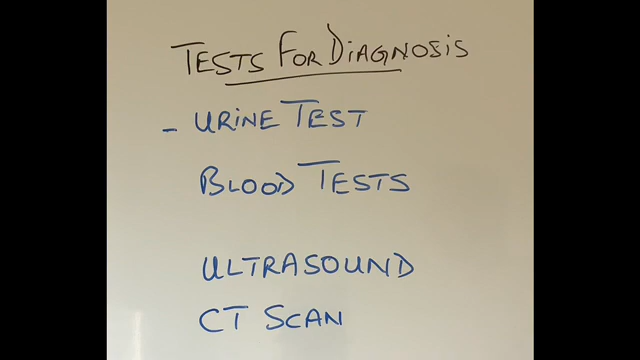 TESTS FOR DIAGNOSIS
- URINE TEST
BLOOD TESTS
ULTRASOUND
CT SCAN